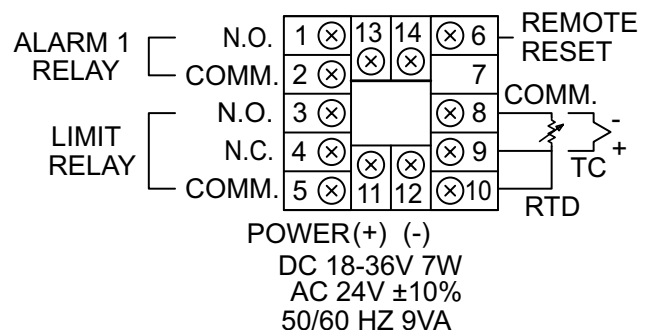 ALARM 1
RELAY
N.O.
COMM.
1
2
13
14
6
REMOTE
RESET
7
LIMIT
RELAY
N.O.
N.C.
COMM.
3
4
5
11
12
8
9
10
COMM.
-
+
TC
RTD
POWER (+) (-)
DC 18-36V 7W
AC 24V ±10%
50/60 HZ 9VA